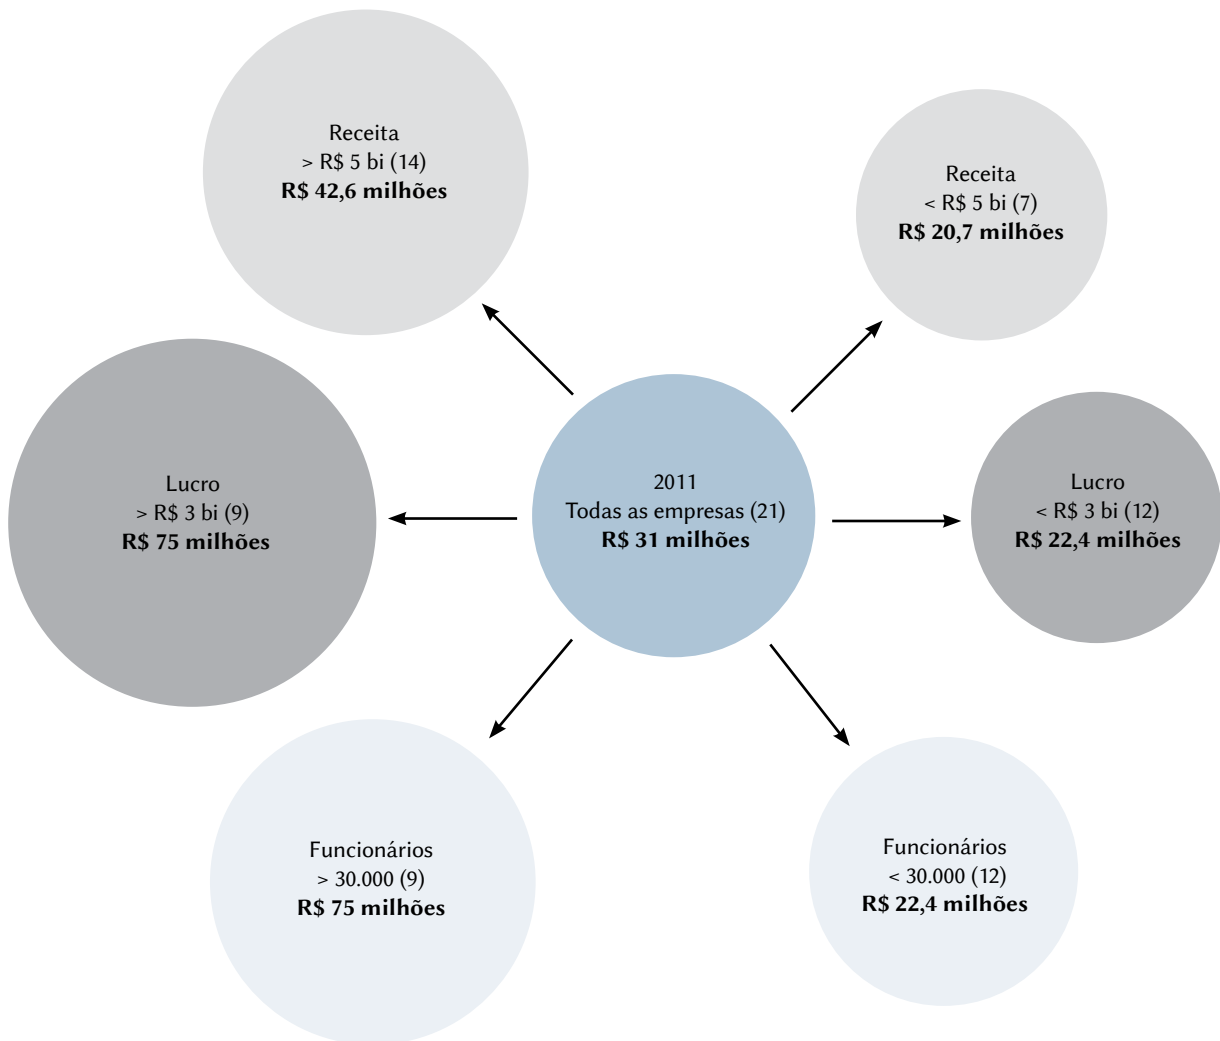 Receita
> R$ 5 bi (14)
R$ 42,6 milhões
Receita
< R$ 5 bi (7)
R$ 20,7 milhões
Lucro
> R$ 3 bi (9)
R$ 75 milhões
2011
Todas as empresas (21)
R$ 31 milhões
Lucro
< R$ 3 bi (12)
R$ 22,4 milhões
Funcionários
> 30.000 (9)
R$ 75 milhões
Funcionários
< 30.000 (12)
R$ 22,4 milhões